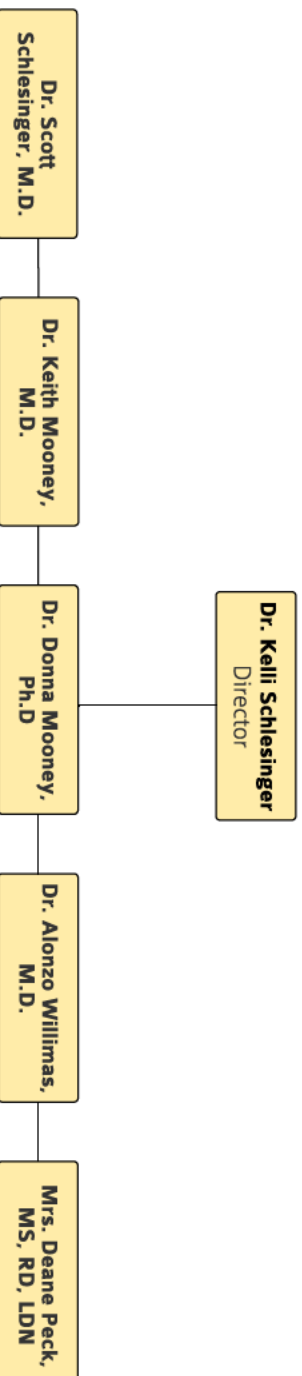 Dr. Kelli Schlesinger
Director
Dr. Scott
Schlesinger, M.D.
Dr. Keith Mooney,
M.D.
Dr. Donna Mooney,
Ph.D
Dr. Alonzo Willimas,
M.D.
Mrs. Deane Peck,
MS, RD, LDN